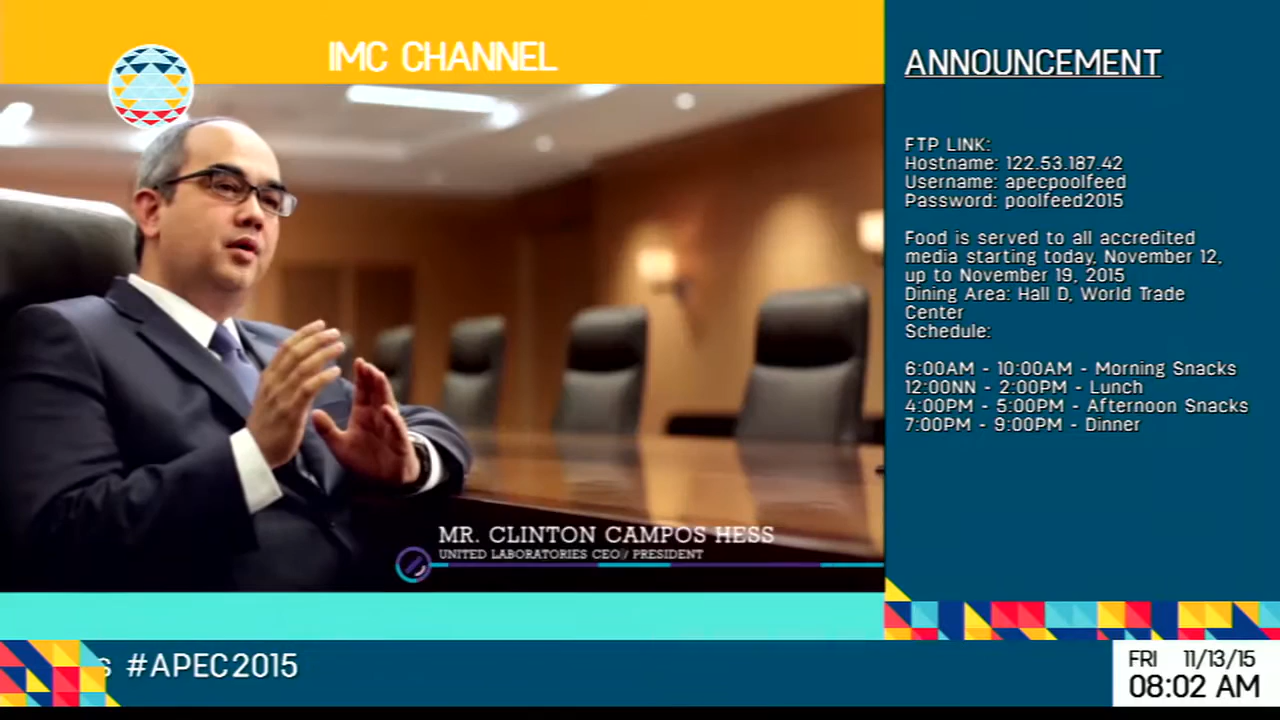 IMC CHANNEL
MR. CLINTON CAMPOS HESS
UNITED LABORATORIES CEO / PRESIDENT
ANNOUNCEMENT
FTP LINK:
Hostname: 122.53.187.42
Username: apecpoolfeed
Password: poolfeed2015
Food is served to all accredited
media starting today, November 12,
up to November 19, 2015
Dining Area: Hall D, World Trade
Center
Schedule:
6:00AM - 10:00AM - Morning Snacks
12:00NN - 2:00PM - Lunch
4:00PM - 5:00PM - Afternoon Snacks
7:00PM - 9:00PM - Dinner
s #APEC2015
FRI 11/13/15
08:02 AM